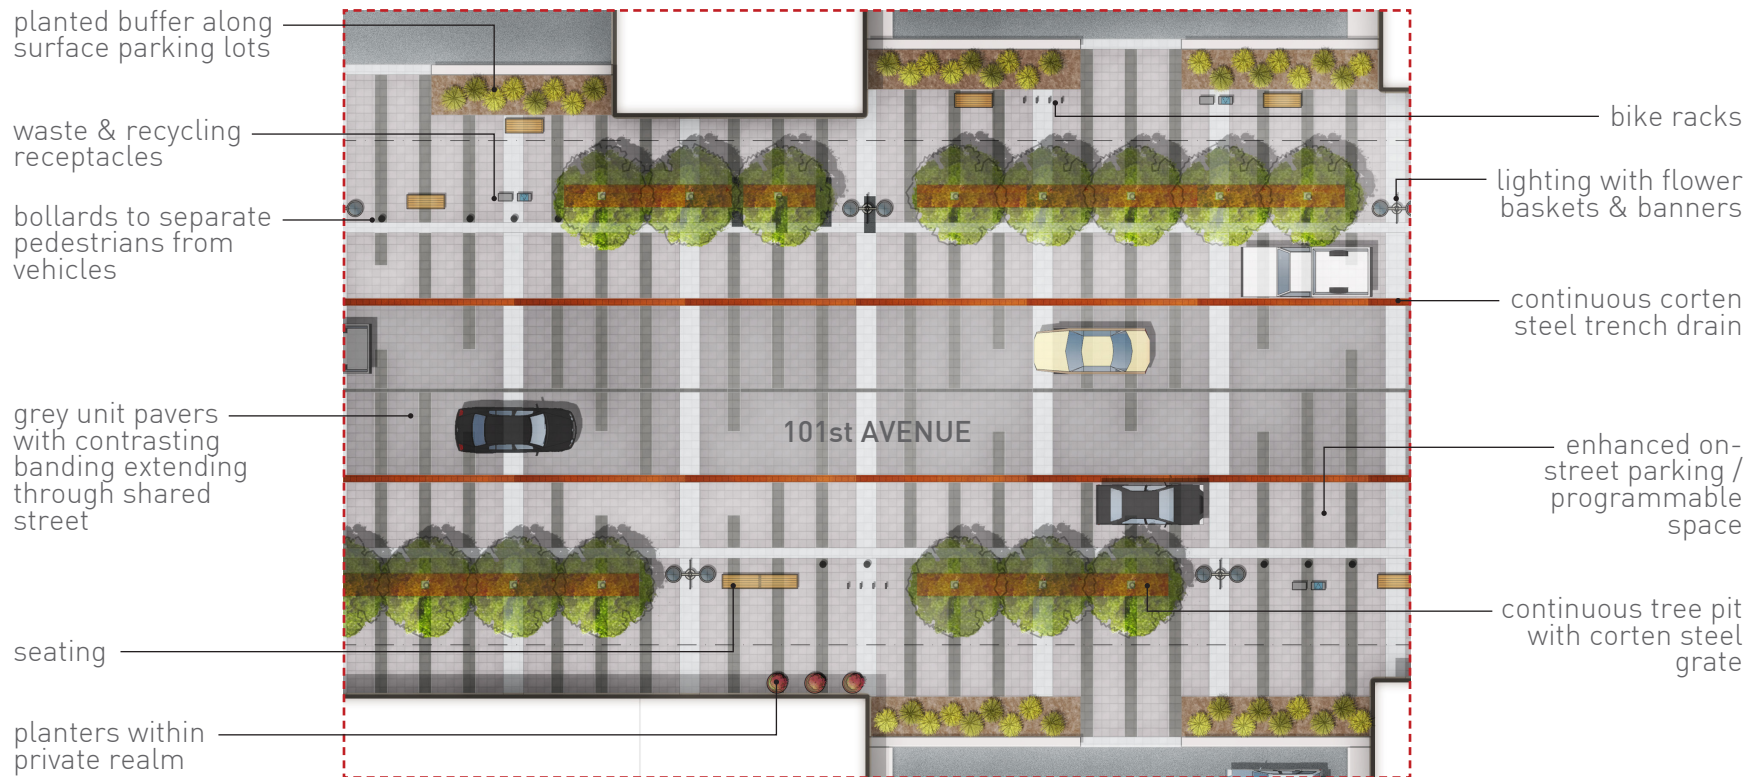 planted buffer along
surface parking lots
waste & recycling
receptacles
bollards to separate
pedestrians from
vehicles
grey unit pavers
with contrasting
banding extending
through shared
street
seating
planters within
private realm
101st AVENUE
bike racks
lighting with flower
baskets & banners
continuous corten
steel trench drain
enhanced on-
street parking /
programmable
space
continuous tree pit
with corten steel
grate